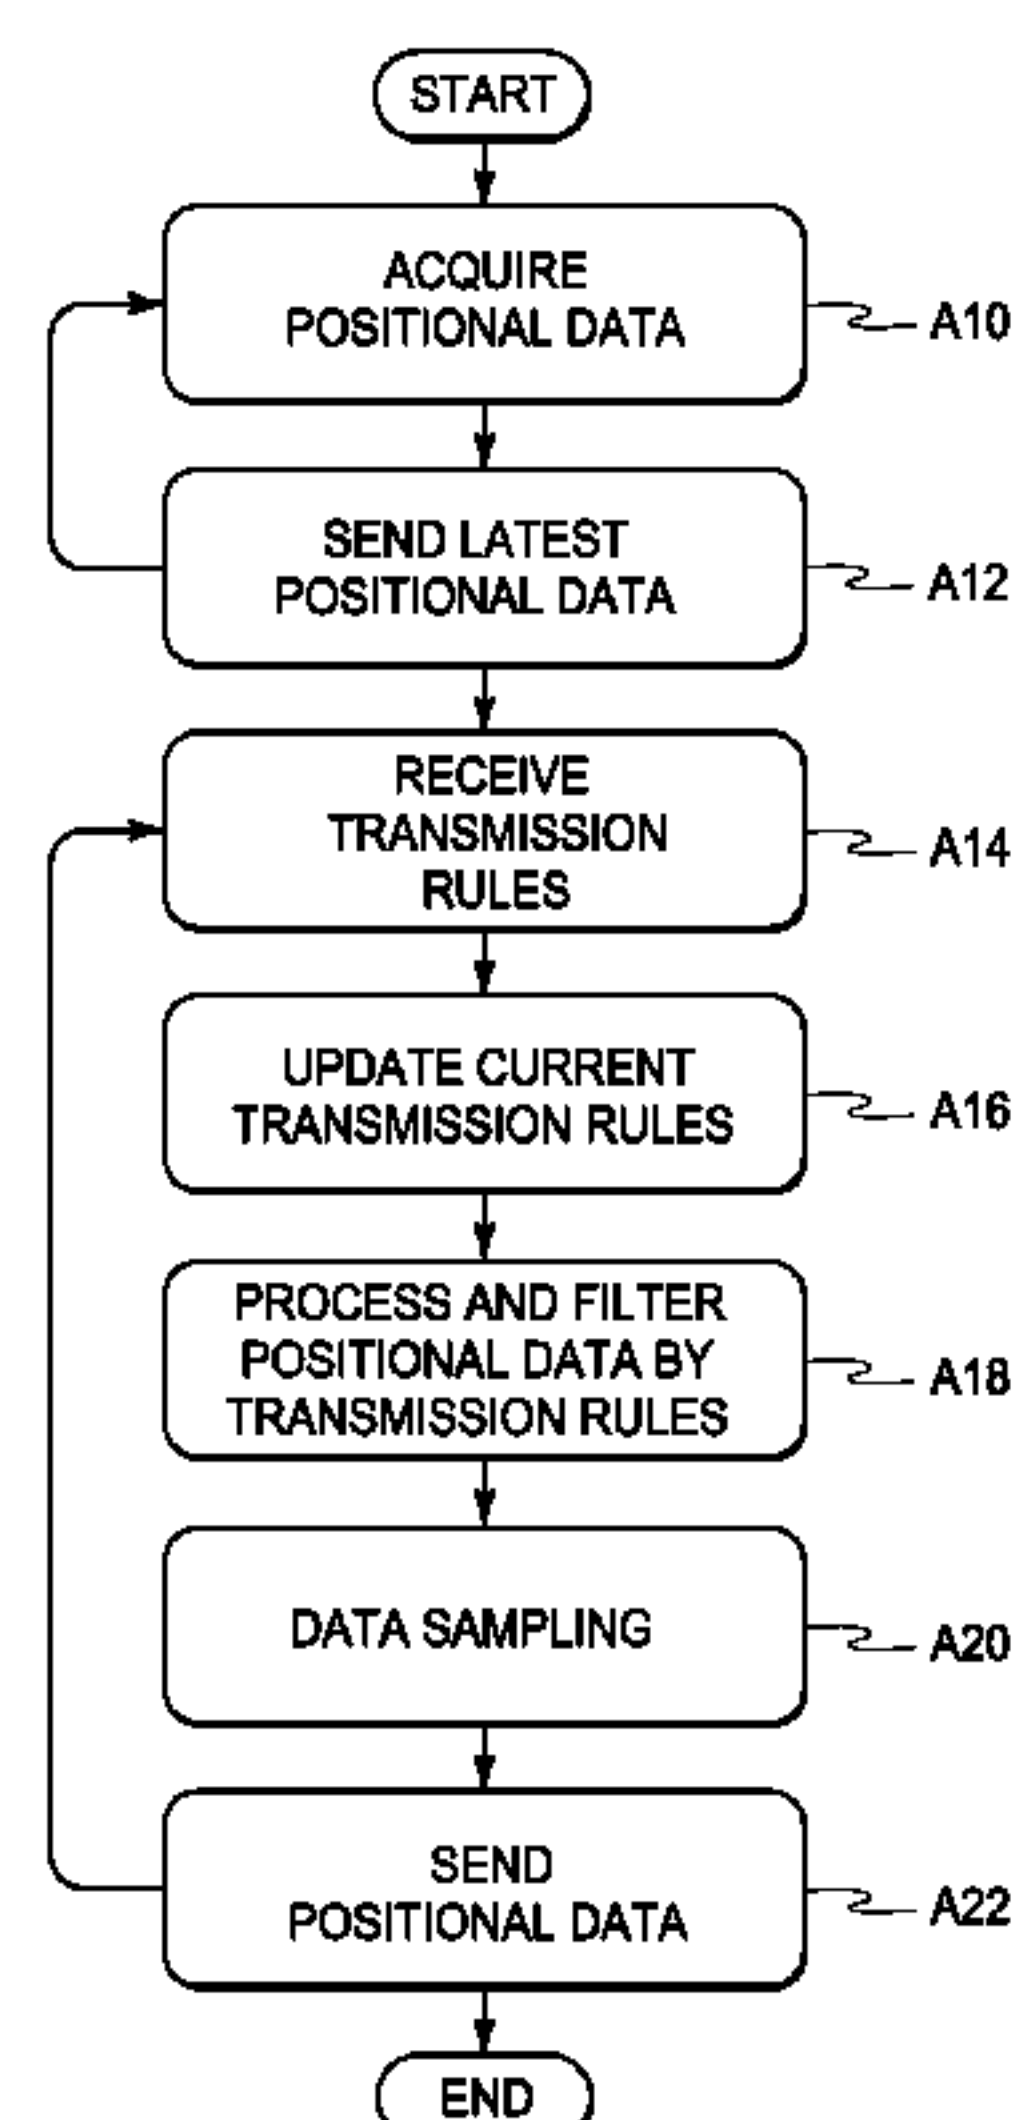 START
ACQUIRE
POSITIONAL DATA
A10
SEND LATEST
POSITIONAL DATA
A12
RECEIVE
TRANSMISSION
RULES
A14
UPDATE CURRENT
TRANSMISSION RULES
A16
PROCESS AND FILTER
POSITIONAL DATA BY
TRANSMISSION RULES
A18
DATA SAMPLING
A20
SEND
POSITIONAL DATA
A22
END